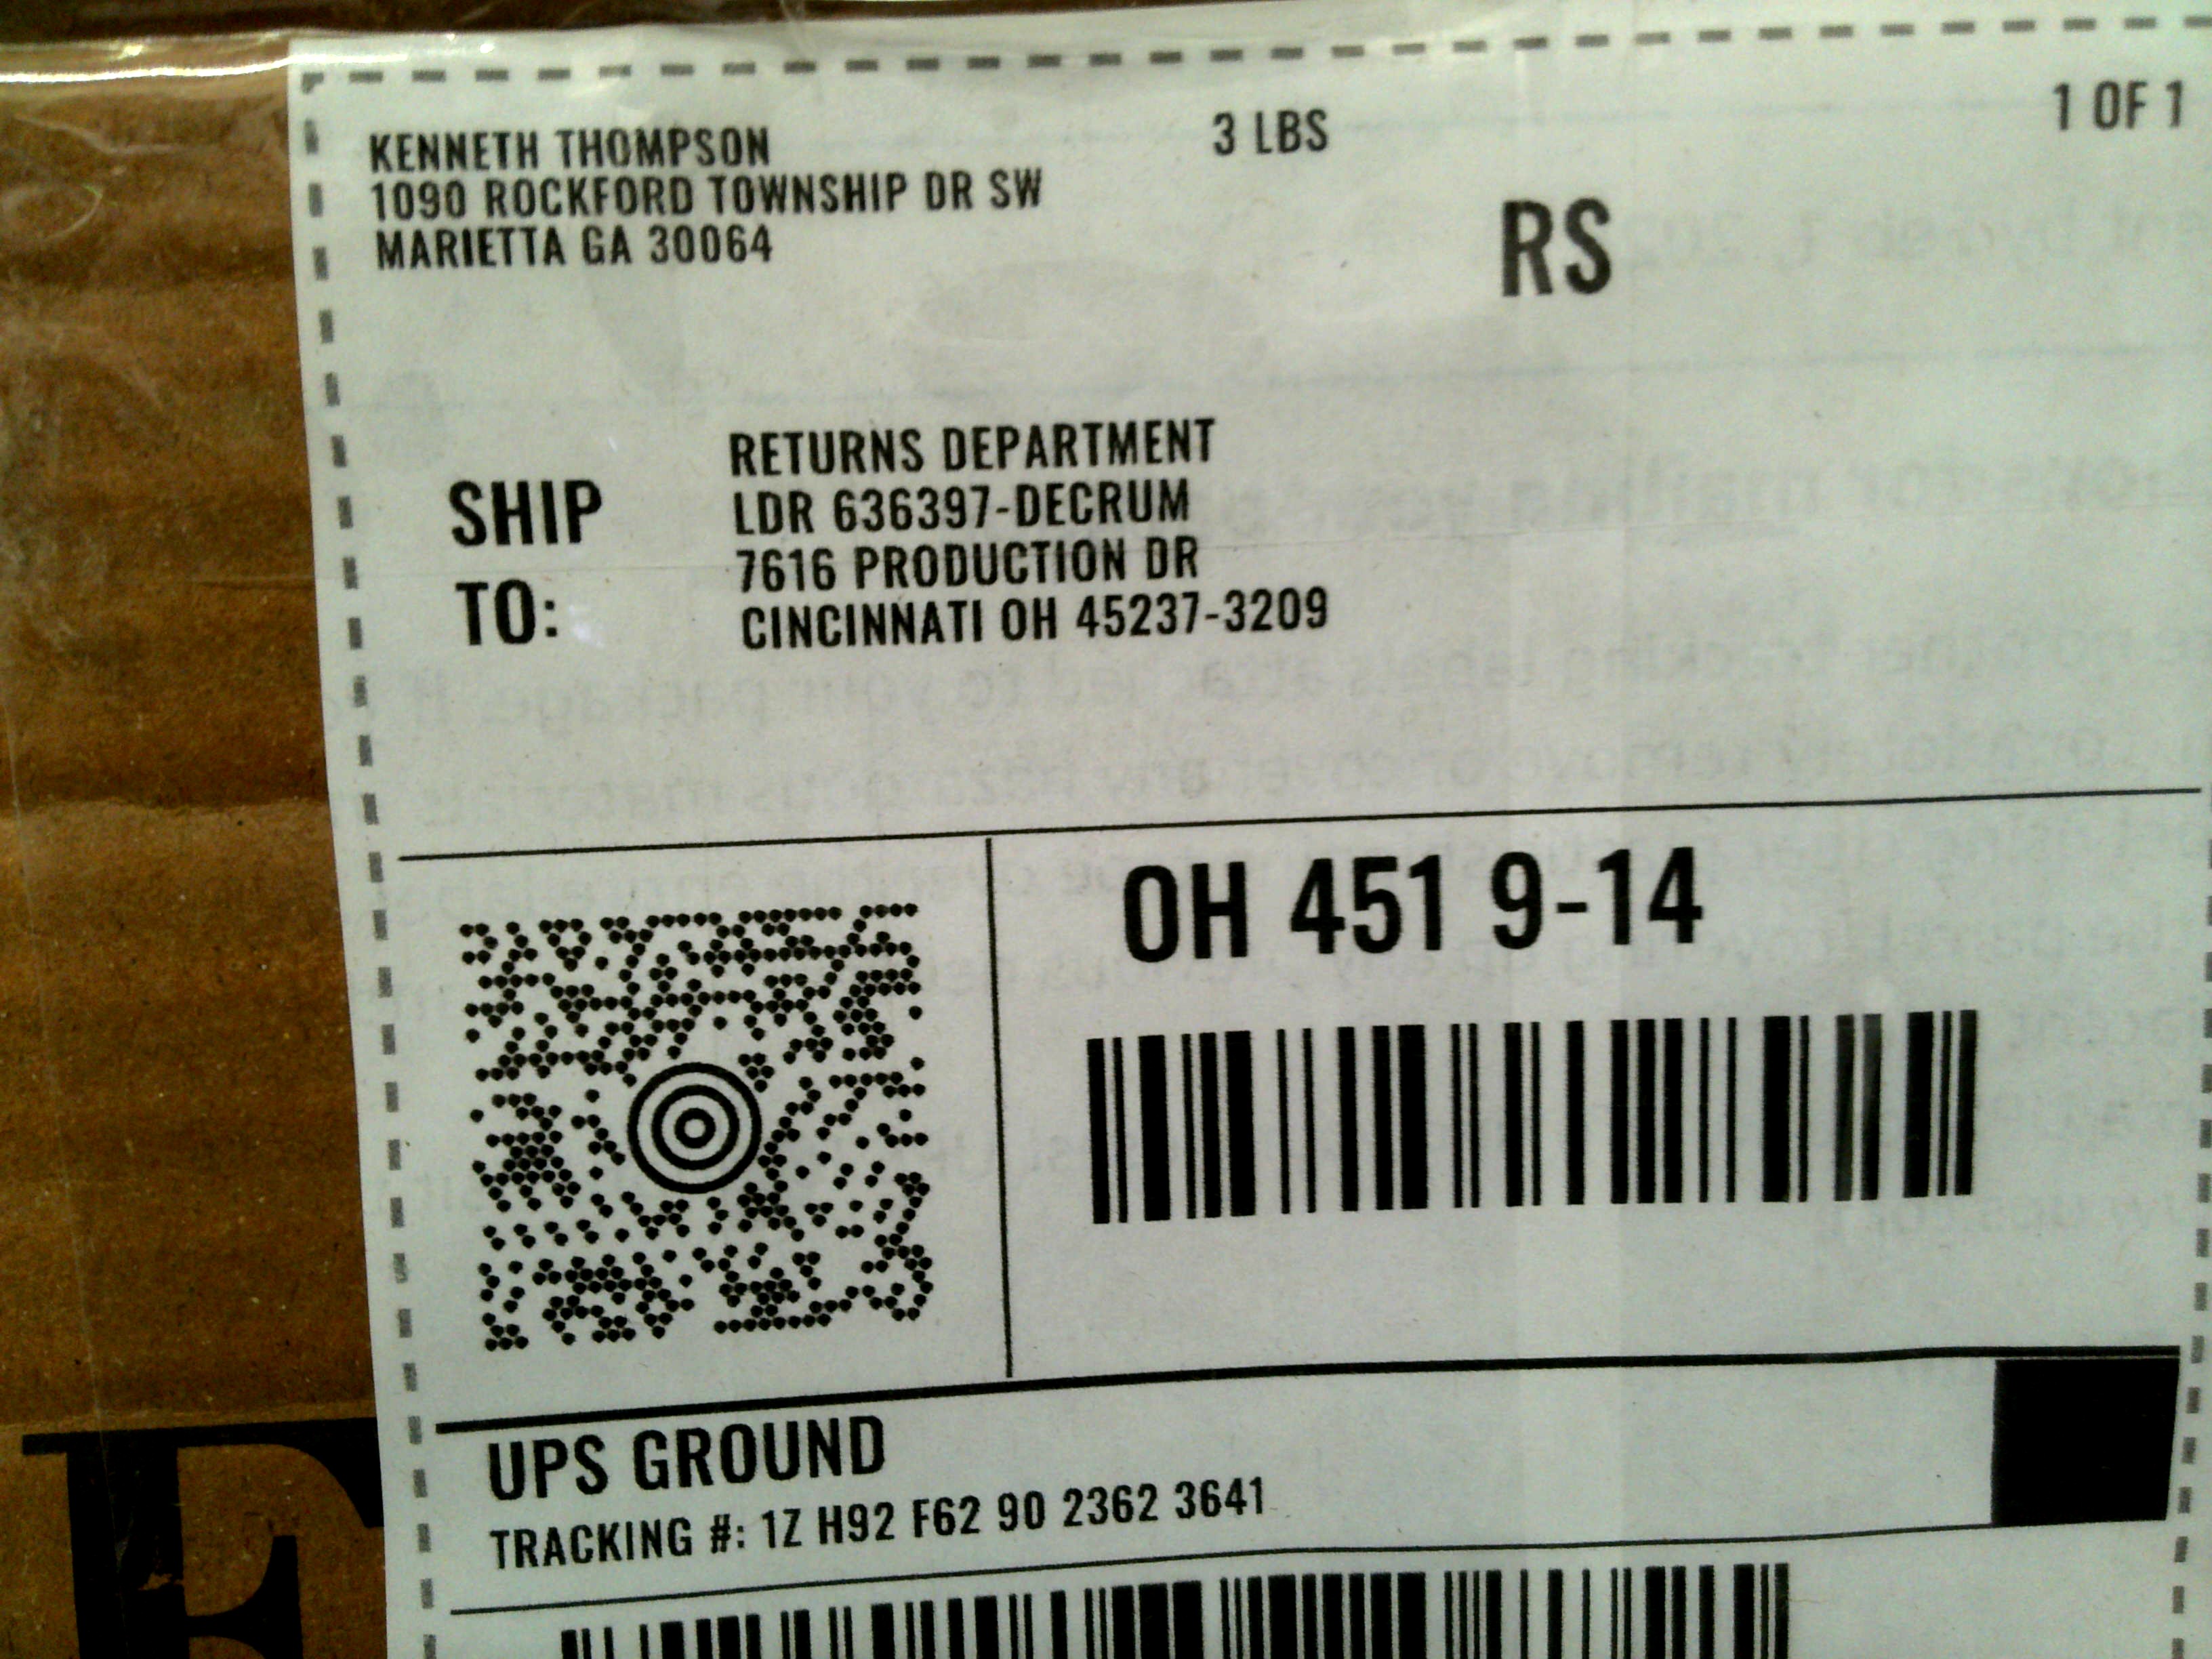 KENNETH THOMPSON
1090 ROCKFORD TOWNSHIP DR SW
MARIETTA GA 30064
3 LBS
1 OF 1
RS
SHIP
TO:
RETURNS DEPARTMENT
LDR 636397-DECRUM
7616 PRODUCTION DR
CINCINNATI OH 45237-3209
OH 451 9-14
UPS GROUND
TRACKING #: 1Z H92 F62 90 2362 3641